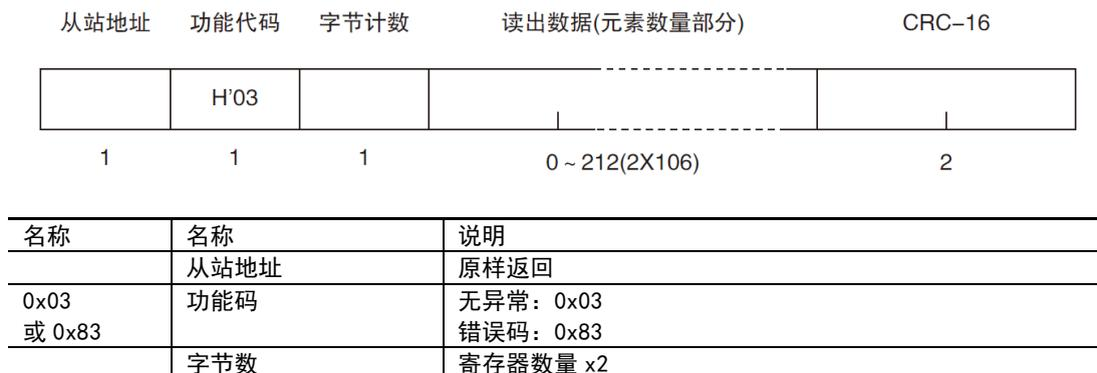 从站地址 功能代码 字节计数 读出数据(元素数量部分) CRC-16
H'03
1 1 1 0 ~ 212(2X106) 2
名称 名称 说明
从站地址 原样返回
0x03 功能码 无异常：0x03
或 0x83 错误码：0x83
字节数 寄存器数量 x2